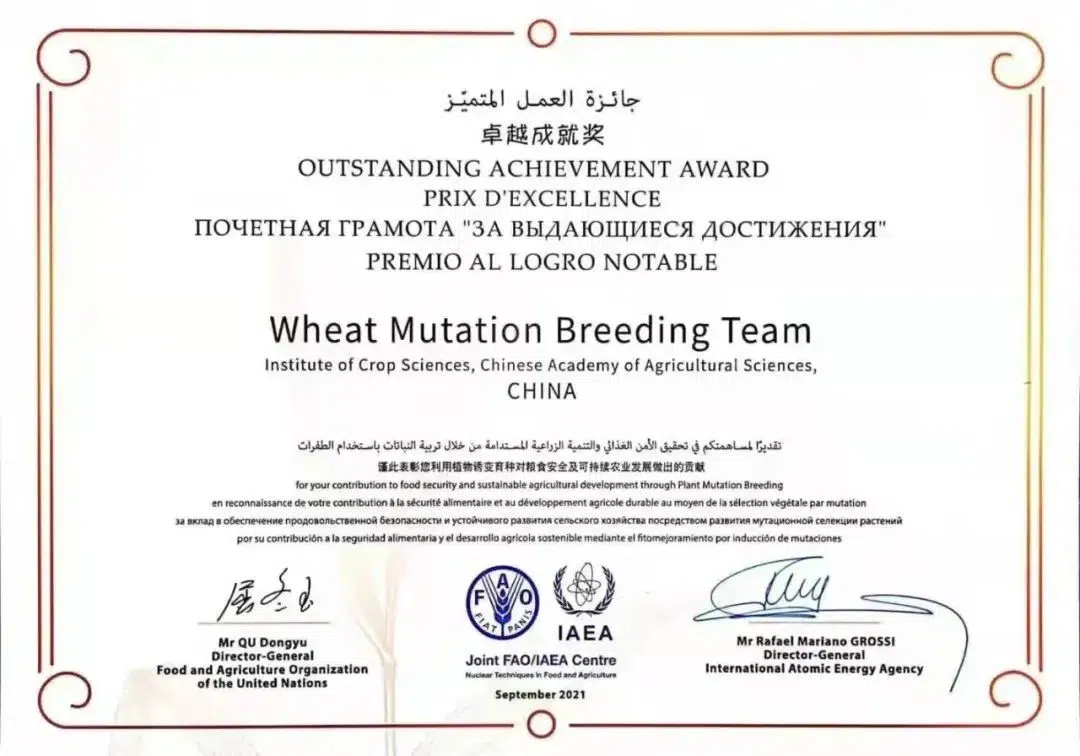 جائزة العمل المتميّز
卓越成就奖
OUTSTANDING ACHIEVEMENT AWARD
PRIX D'EXCELLENCE
ПОЧЕТНАЯ ГРАМОТА "ЗА ВЫДАЮЩИЕСЯ ДОСТИЖЕНИЯ"
PREMIO AL LOGRO NOTABLE
Wheat Mutation Breeding Team
Institute of Crop Sciences, Chinese Academy of Agricultural Sciences,
CHINA
تقديرًا لمساهمتكم في تحقيق الأمن الغذائي والتنمية الزراعية المستدامة من خلال تربية النباتات باستخدام الطفرات
谨此表彰您利用植物诱变育种对粮食安全及可持续农业发展做出的贡献
for your contribution to food security and sustainable agricultural development through Plant Mutation Breeding
en reconnaissance de votre contribution à la sécurité alimentaire et au développement agricole durable au moyen de la sélection végétale par mutation
за вклад в обеспечение продовольственной безопасности и устойчивого развития сельского хозяйства посредством развития мутационной селекции растений
por su contribución a la seguridad alimentaria y el desarrollo agrícola sostenible mediante el fitomejoramiento por inducción de mutaciones
屈冬玉
Mr QU Dongyu
Director-General
Food and Agriculture Organization
of the United Nations
FAO
FIAT PANIS
IAEA
Joint FAO/IAEA Centre
Nuclear Techniques in Food and Agriculture
September 2021
Mr Rafael Mariano GROSSI
Director-General
International Atomic Energy Agency